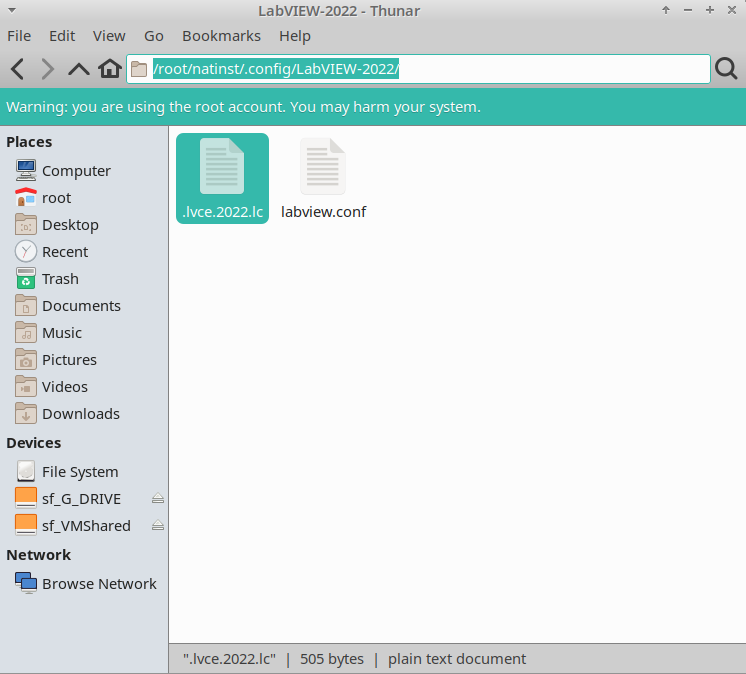 LabVIEW-2022 - Thunar
File Edit View Go Bookmarks Help
/root/natinst/.config/LabVIEW-2022/
Warning: you are using the root account. You may harm your system.
Places
Computer
root
Desktop
Recent
Trash
Documents
Music
Pictures
Videos
Downloads
Devices
File System
sf_G_DRIVE
sf_VMShared
Network
Browse Network
.lvce.2022.lc labview.conf
".lvce.2022.lc" | 505 bytes | plain text document